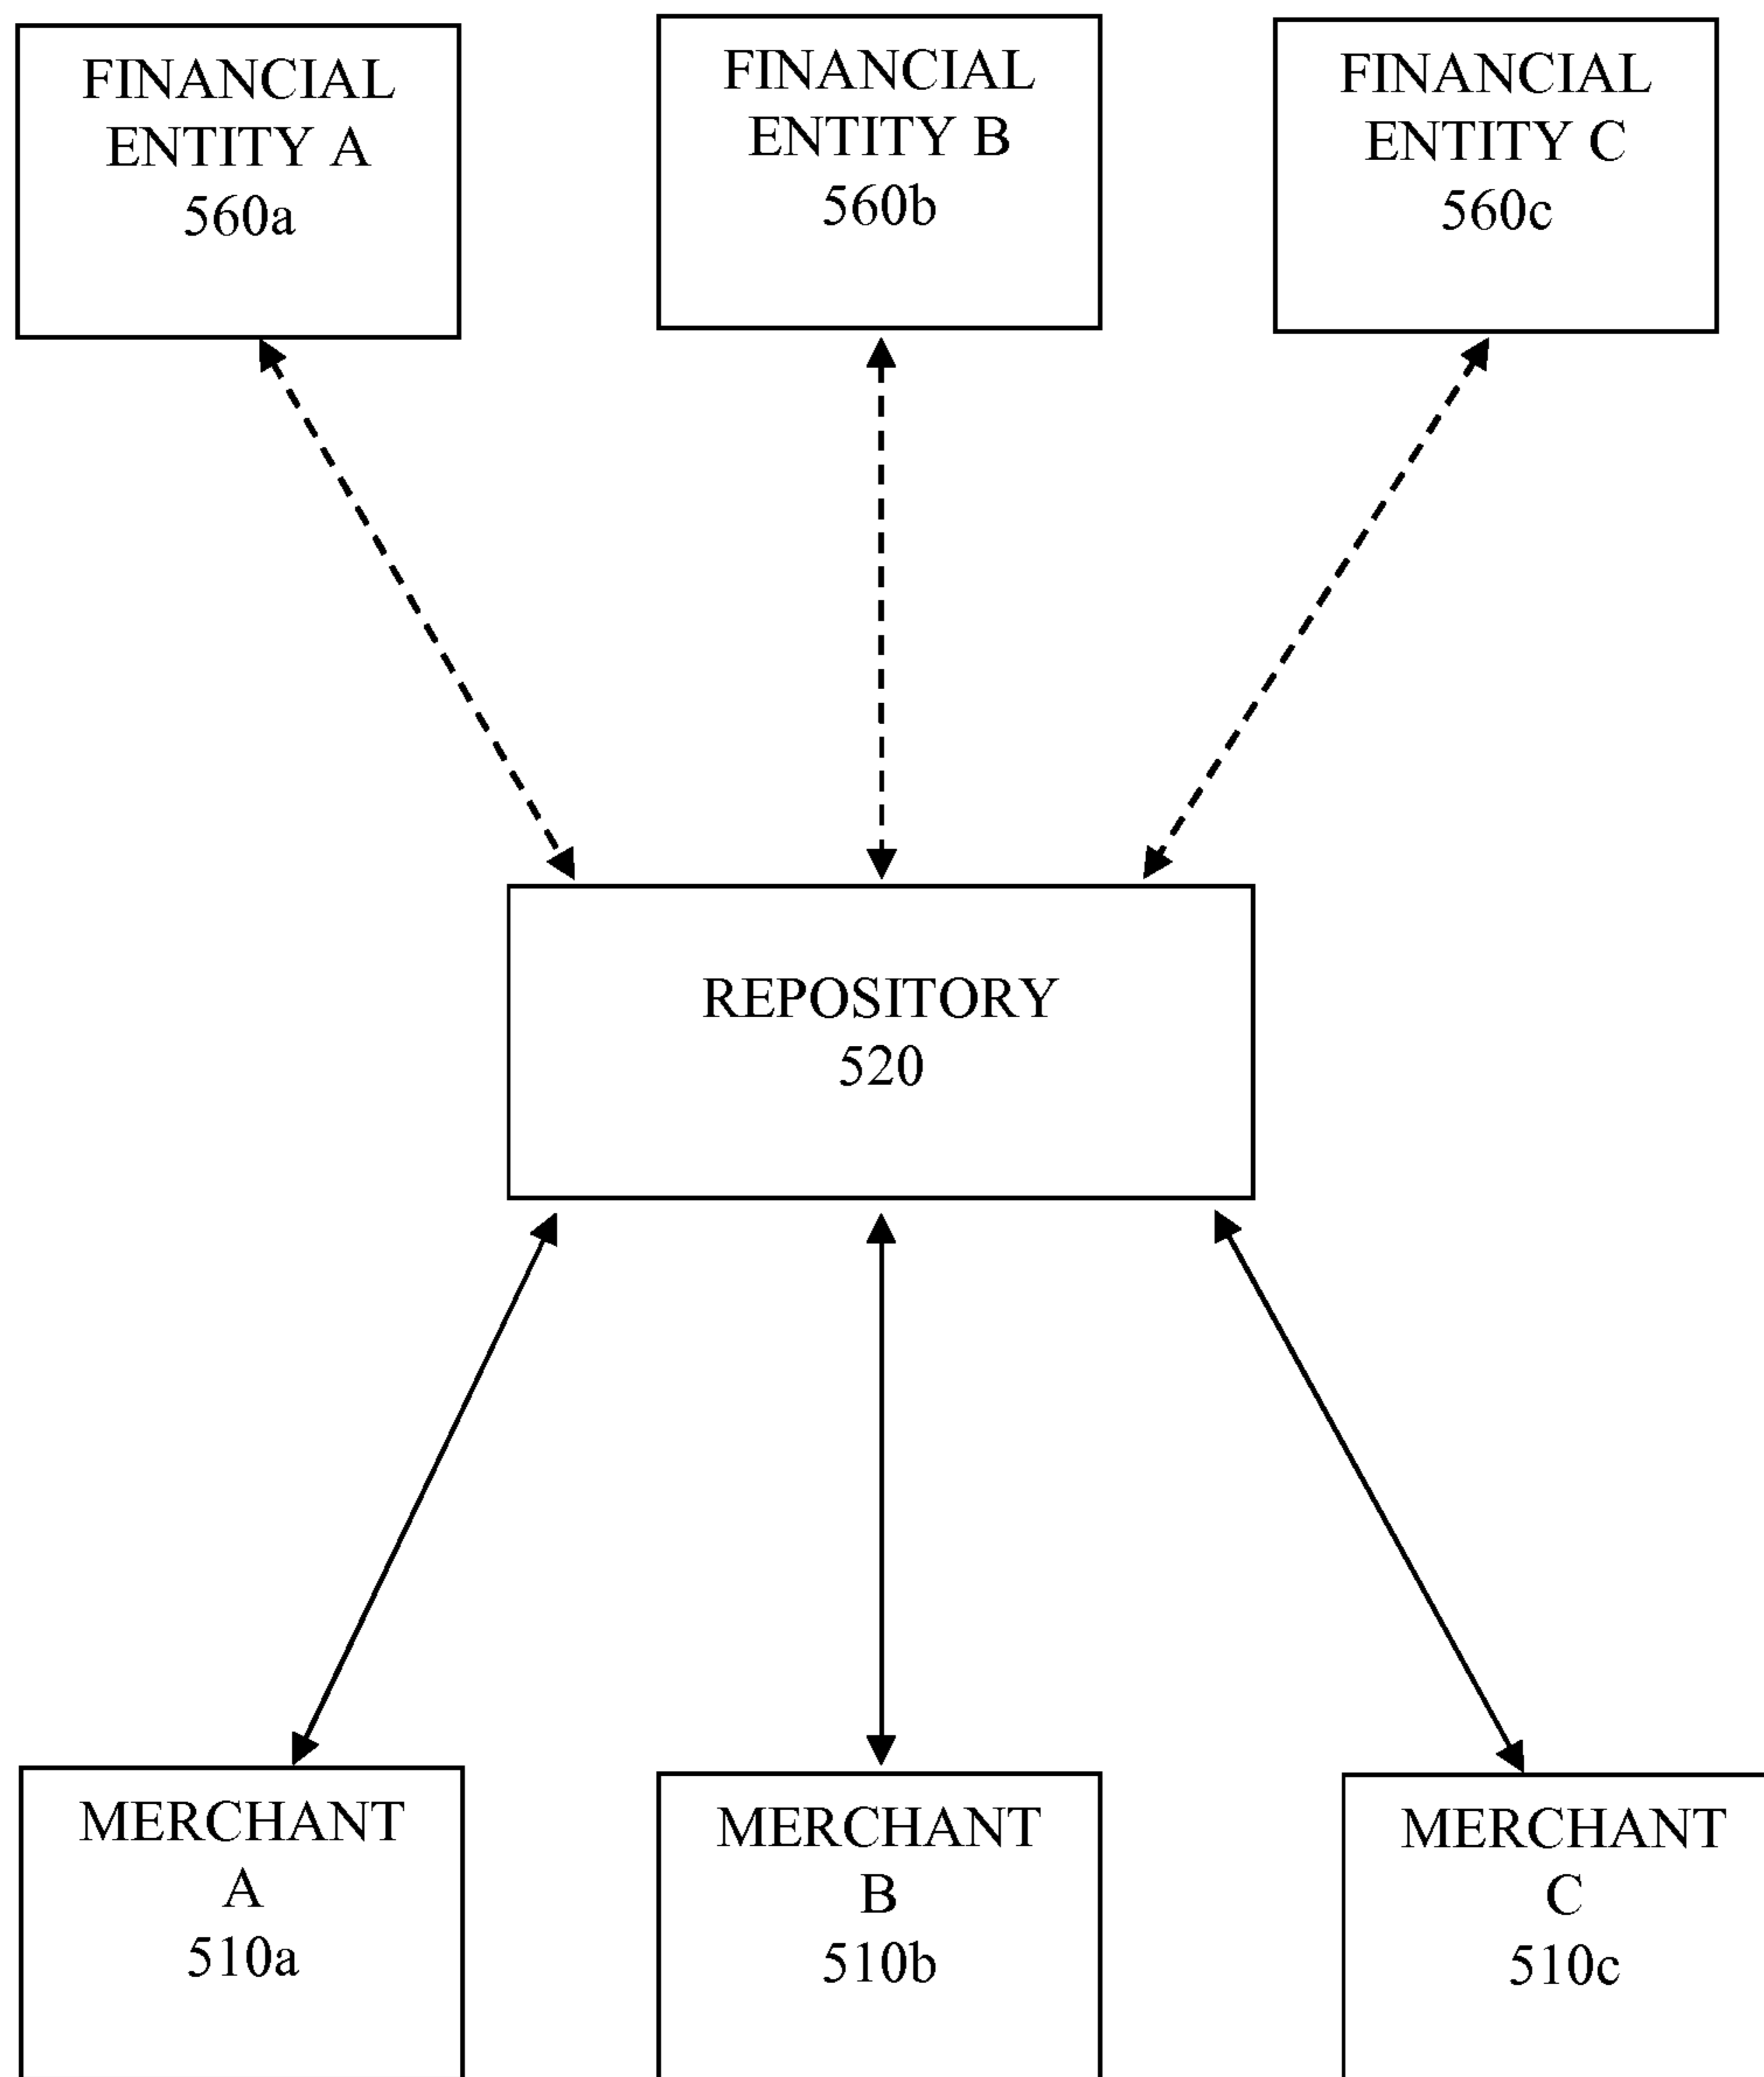 FINANCIAL
ENTITY A
560a
FINANCIAL
ENTITY B
560b
FINANCIAL
ENTITY C
560c
REPOSITORY
520
MERCHANT
A
510a
MERCHANT
B
510b
MERCHANT
C
510c